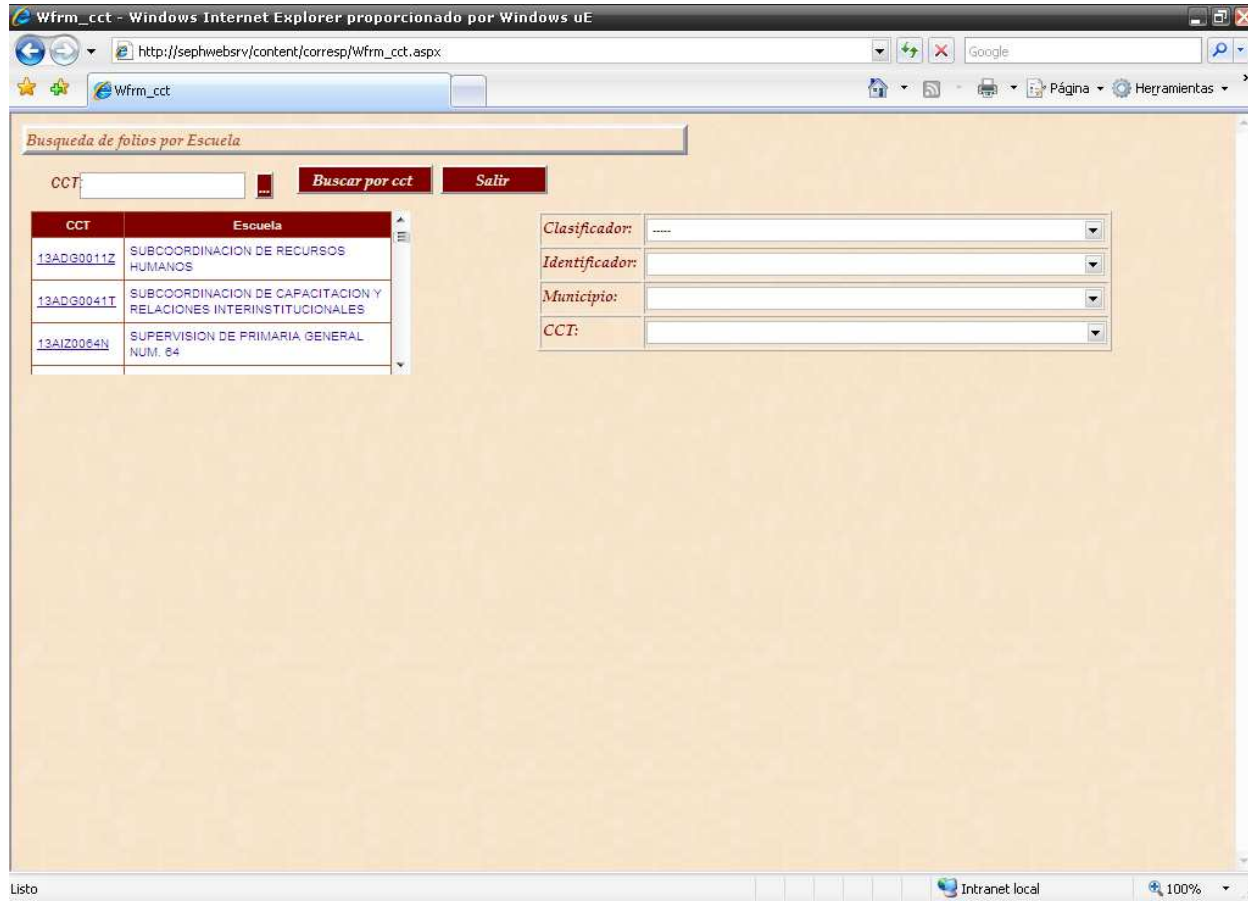 Wfrm_cct - Windows Internet Explorer proporcionado por Windows uE
http://sephwebsrv/content/corresp/Wfrm_cct.aspx
Google
Wfrm_cct
Página
Herramientas
Busqueda de folios por Escuela
CCT:
...
Buscar por cct
Salir
CCT Escuela
13ADG0011Z SUBCOORDINACION DE RECURSOS
HUMANOS
13ADG0041T SUBCOORDINACION DE CAPACITACION Y
RELACIONES INTERINSTITUCIONALES
13AIZ0064N SUPERVISION DE PRIMARIA GENERAL
NUM. 64
Clasificador: -----
Identificador:
Municipio:
CCT:
Listo
Intranet local
100%